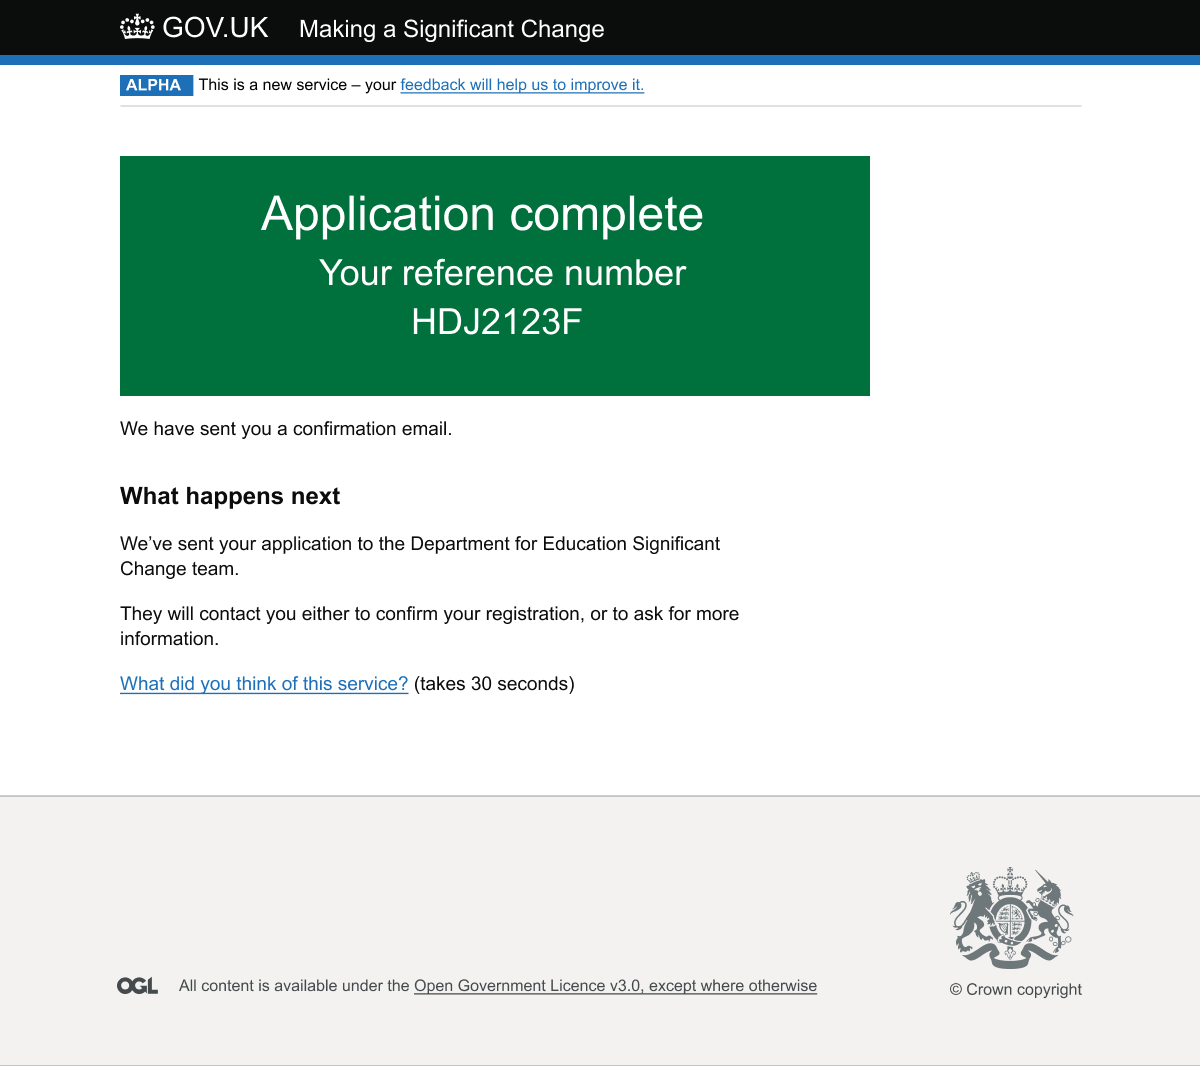 GOV.UK Making a Significant Change
ALPHA This is a new service – your feedback will help us to improve it.
Application complete
Your reference number
HDJ2123F
We have sent you a confirmation email.
What happens next
We’ve sent your application to the Department for Education Significant
Change team.
They will contact you either to confirm your registration, or to ask for more
information.
What did you think of this service? (takes 30 seconds)
OGL All content is available under the Open Government Licence v3.0, except where otherwise
© Crown copyright